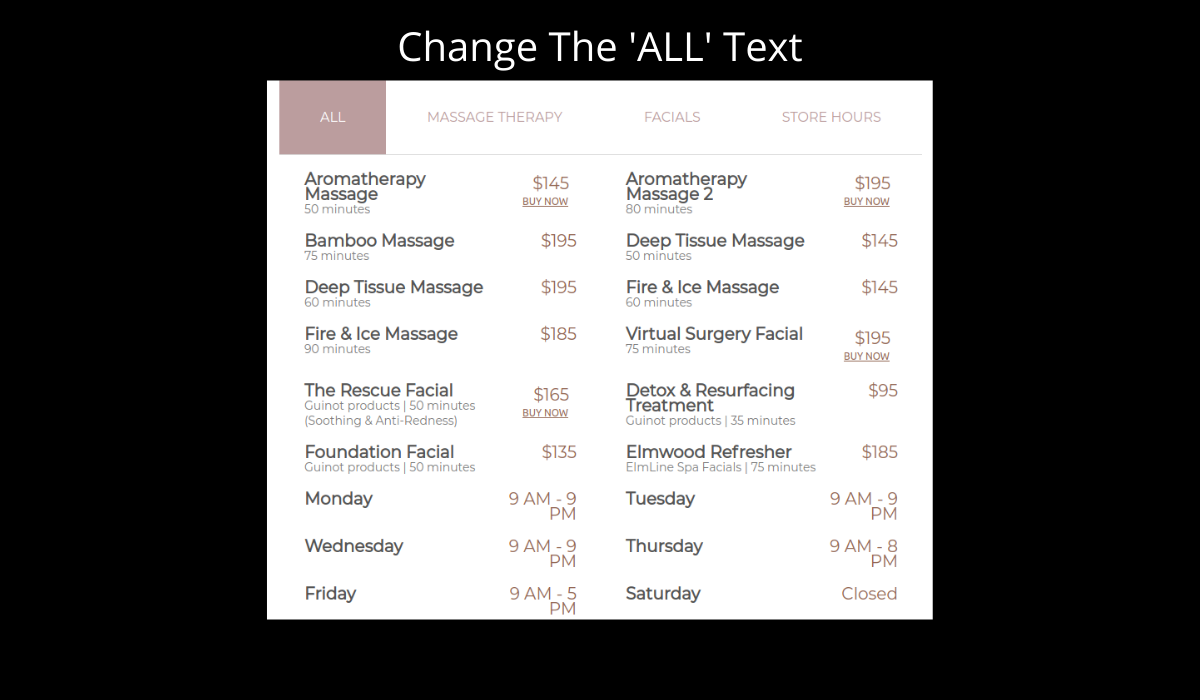 Change The 'ALL' Text
ALL MASSAGE THERAPY FACIALS STORE HOURS
Aromatherapy
Massage
50 minutes
$145
BUY NOW
Aromatherapy
Massage 2
80 minutes
$195
BUY NOW
Bamboo Massage
75 minutes
$195
Deep Tissue Massage
50 minutes
$145
Deep Tissue Massage
60 minutes
$195
Fire & Ice Massage
60 minutes
$145
Fire & Ice Massage
90 minutes
$185
Virtual Surgery Facial
75 minutes
$195
BUY NOW
The Rescue Facial
Guinot products | 50 minutes
(Soothing & Anti-Redness)
$165
BUY NOW
Detox & Resurfacing
Treatment
Guinot products | 35 minutes
$95
Foundation Facial
Guinot products | 50 minutes
$135
Elmwood Refresher
ElmLine Spa Facials | 75 minutes
$185
Monday
9 AM - 9
PM
Tuesday
9 AM - 9
PM
Wednesday
9 AM - 9
PM
Thursday
9 AM - 8
PM
Friday
9 AM - 5
PM
Saturday
Closed